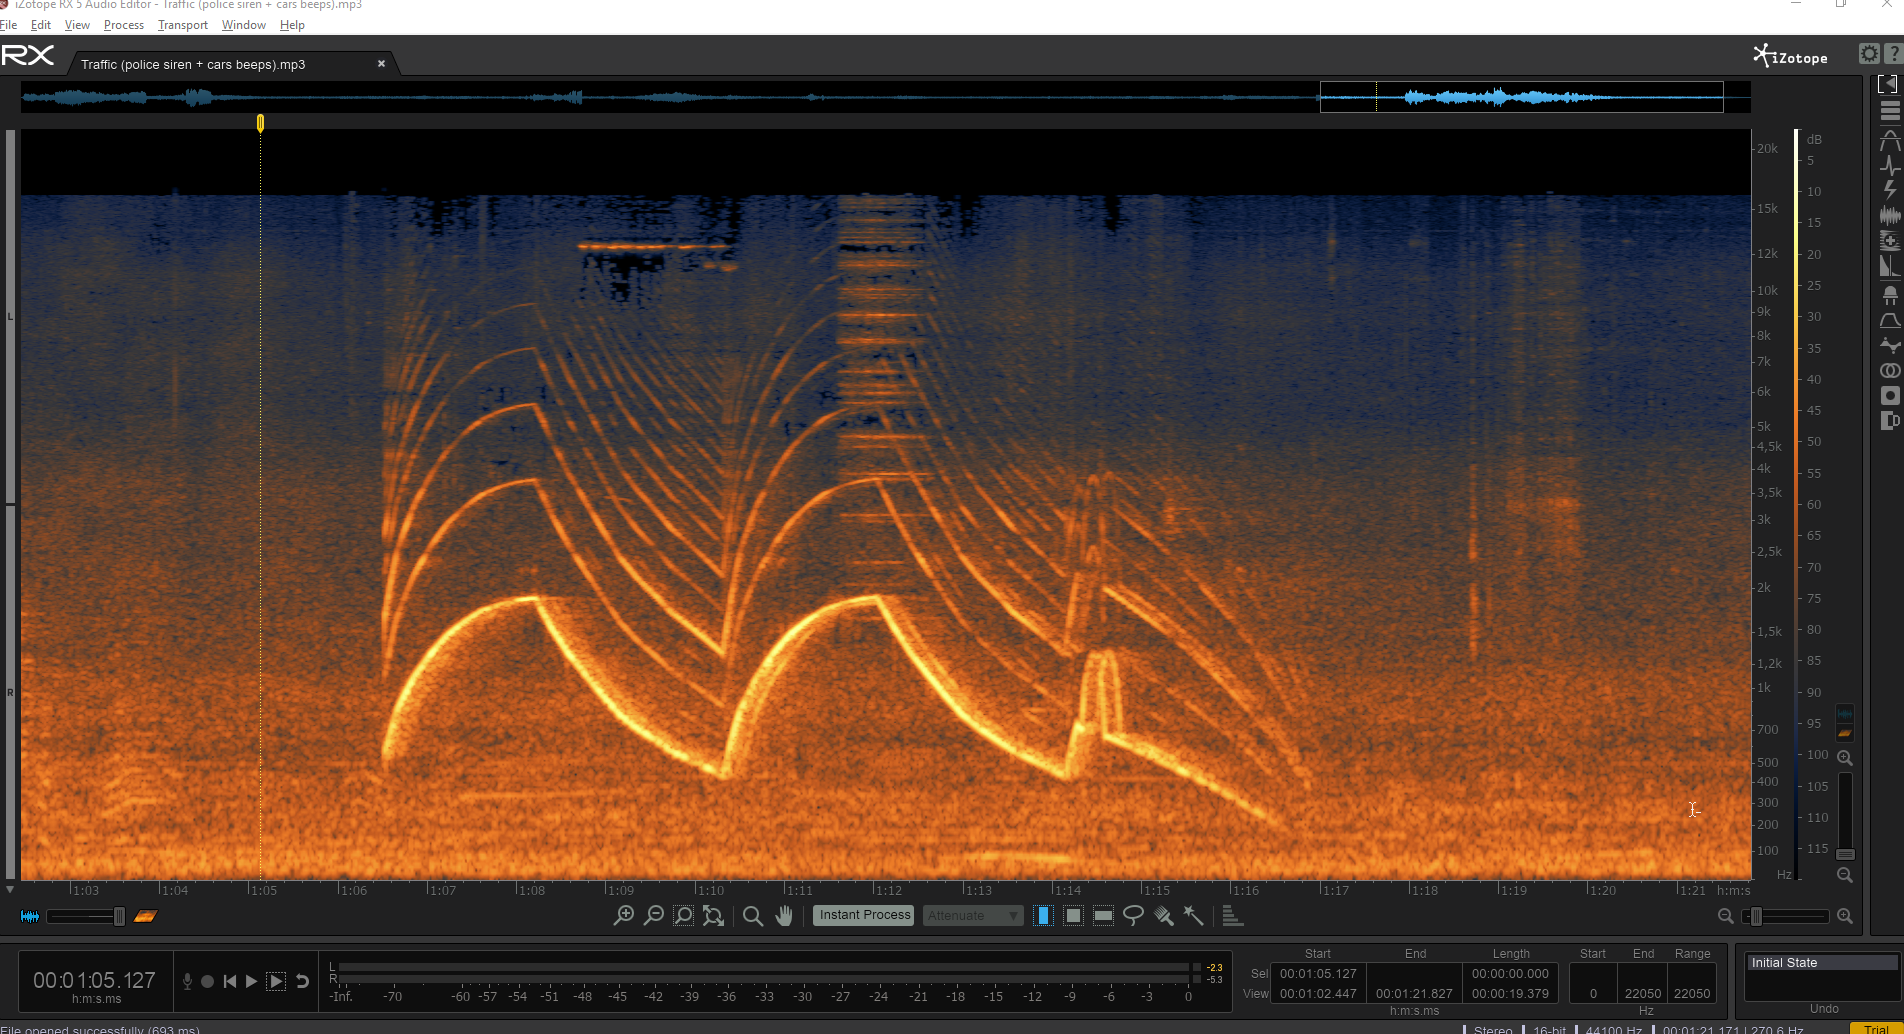 iZotope RX 5 Audio Editor - Traffic (police siren + cars beeps).mp3
File Edit View Process Transport Window Help
RX
Traffic (police siren + cars beeps).mp3 ×
iZotope
?
L
R
dB
20k
15k
12k
10k
9k
8k
7k
6k
5k
4,5k
4k
3,5k
3k
2,5k
2k
1,5k
1,2k
1k
700
500
400
300
200
100
Hz
5
10
15
20
25
30
35
40
45
50
55
60
65
70
75
80
85
90
95
100
105
110
115
1:03 1:04 1:05 1:06 1:07 1:08 1:09 1:10 1:11 1:12 1:13 1:14 1:15 1:16 1:17 1:18 1:19 1:20 1:21 h:m:s
Instant Process Attenuate
00:01:05.127
h:m:s.ms
L
R
-2.3
-5.3
-Inf. -70 -60 -57 -54 -51 -48 -45 -42 -39 -36 -33 -30 -27 -24 -21 -18 -15 -12 -9 -6 -3 0
Start End Length Start End Range
Sel 00:01:05.127 00:00:00.000
View 00:01:02.447 00:01:21.827 00:00:19.379 0 22050 22050
h:m:s.ms Hz
Initial State
Undo
File opened successfully (693 ms)
Stereo 16-bit 44100 Hz 00:01:21.171 | 270.6 Hz Trial